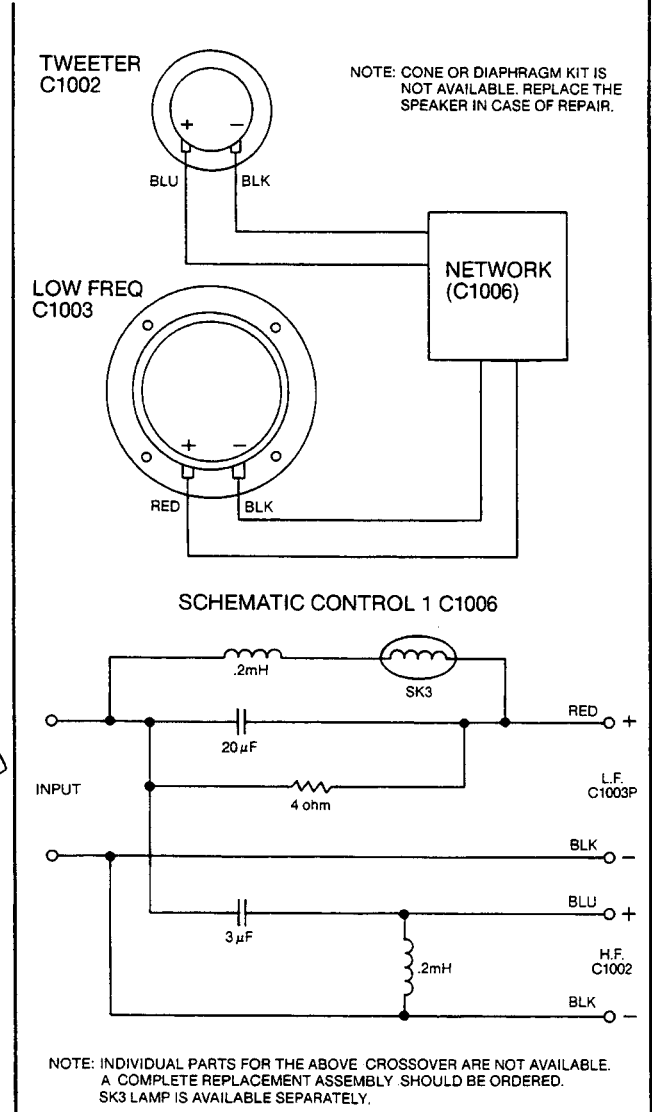 TWEETER
C1002
NOTE: CONE OR DIAPHRAGM KIT IS
NOT AVAILABLE. REPLACE THE
SPEAKER IN CASE OF REPAIR.
+ −
BLU BLK
NETWORK
(C1006)
LOW FREQ
C1003
+ −
RED BLK
SCHEMATIC CONTROL 1 C1006
.2mH
SK3
RED +
20µF
INPUT
4 ohm
L.F.
C1003P
BLK −
BLU +
3µF
.2mH
H.F.
C1002
BLK −
NOTE: INDIVIDUAL PARTS FOR THE ABOVE CROSSOVER ARE NOT AVAILABLE.
A COMPLETE REPLACEMENT ASSEMBLY SHOULD BE ORDERED.
SK3 LAMP IS AVAILABLE SEPARATELY.